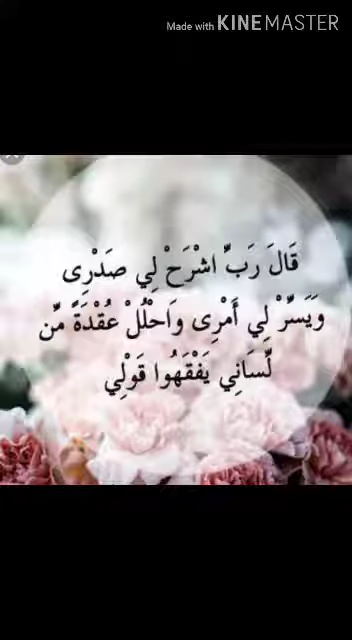 Made with KINEMASTER
قَالَ رَبِّ اشْرَحْ لِي صَدْرِى
وَيَسِّرْ لِي أَمْرِى وَاحْلُلْ عُقْدَةً مِّن
لِّسَانِي يَفْقَهُوا قَوْلِي